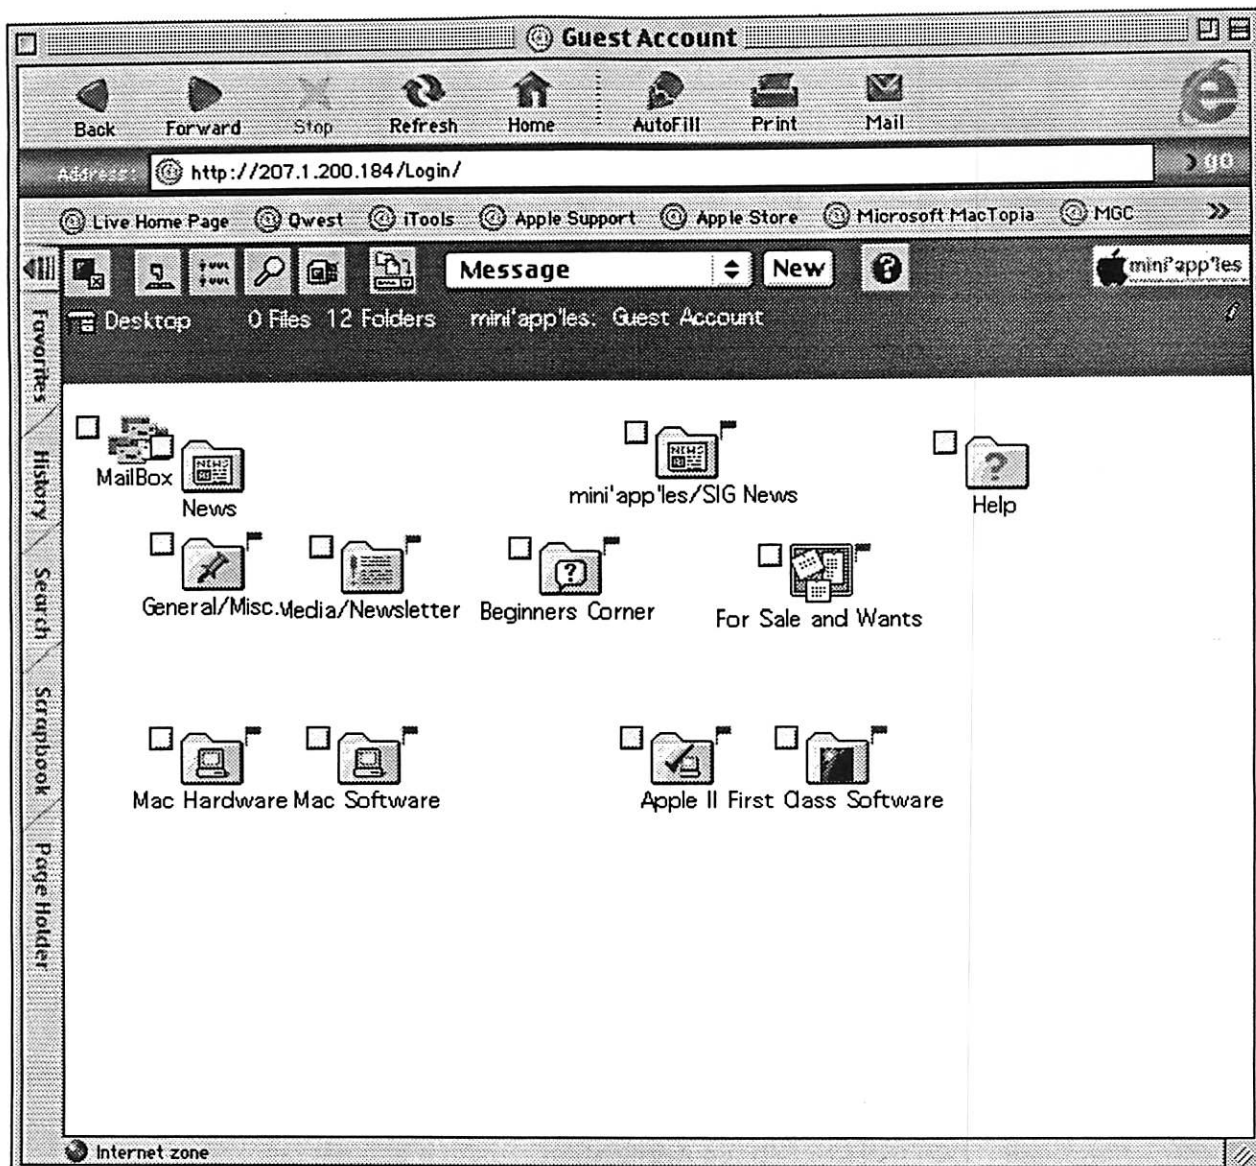 Guest Account
Back Forward Stop Refresh Home AutoFill Print Mail
Address: http://207.1.200.184/Login/ go
Live Home Page Qwest iTools Apple Support Apple Store Microsoft MacTopia MGC »
Message New mini'app'les
Desktop 0 Files 12 Folders mini'app'les: Guest Account
Favorites
History
Search
Scrapbook
Page Holder
MailBox
News
mini'app'les/SIG News
Help
General/Misc. Media/Newsletter Beginners Corner For Sale and Wants
Mac Hardware Mac Software Apple II First Class Software
Internet zone